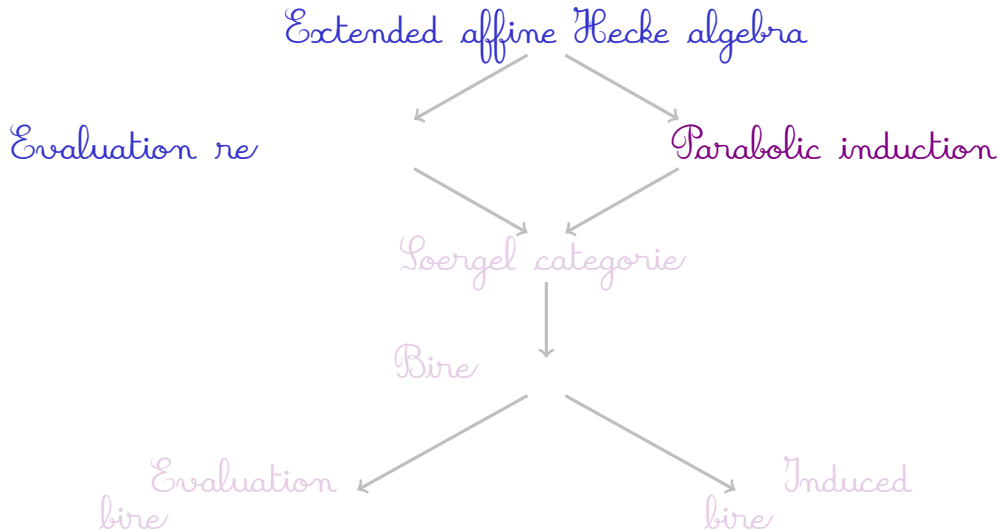 Extended affine Hecke algebra
Evaluation re
Parabolic induction
Soergel categorie
Bire
Evaluation
bire
Induced
bire